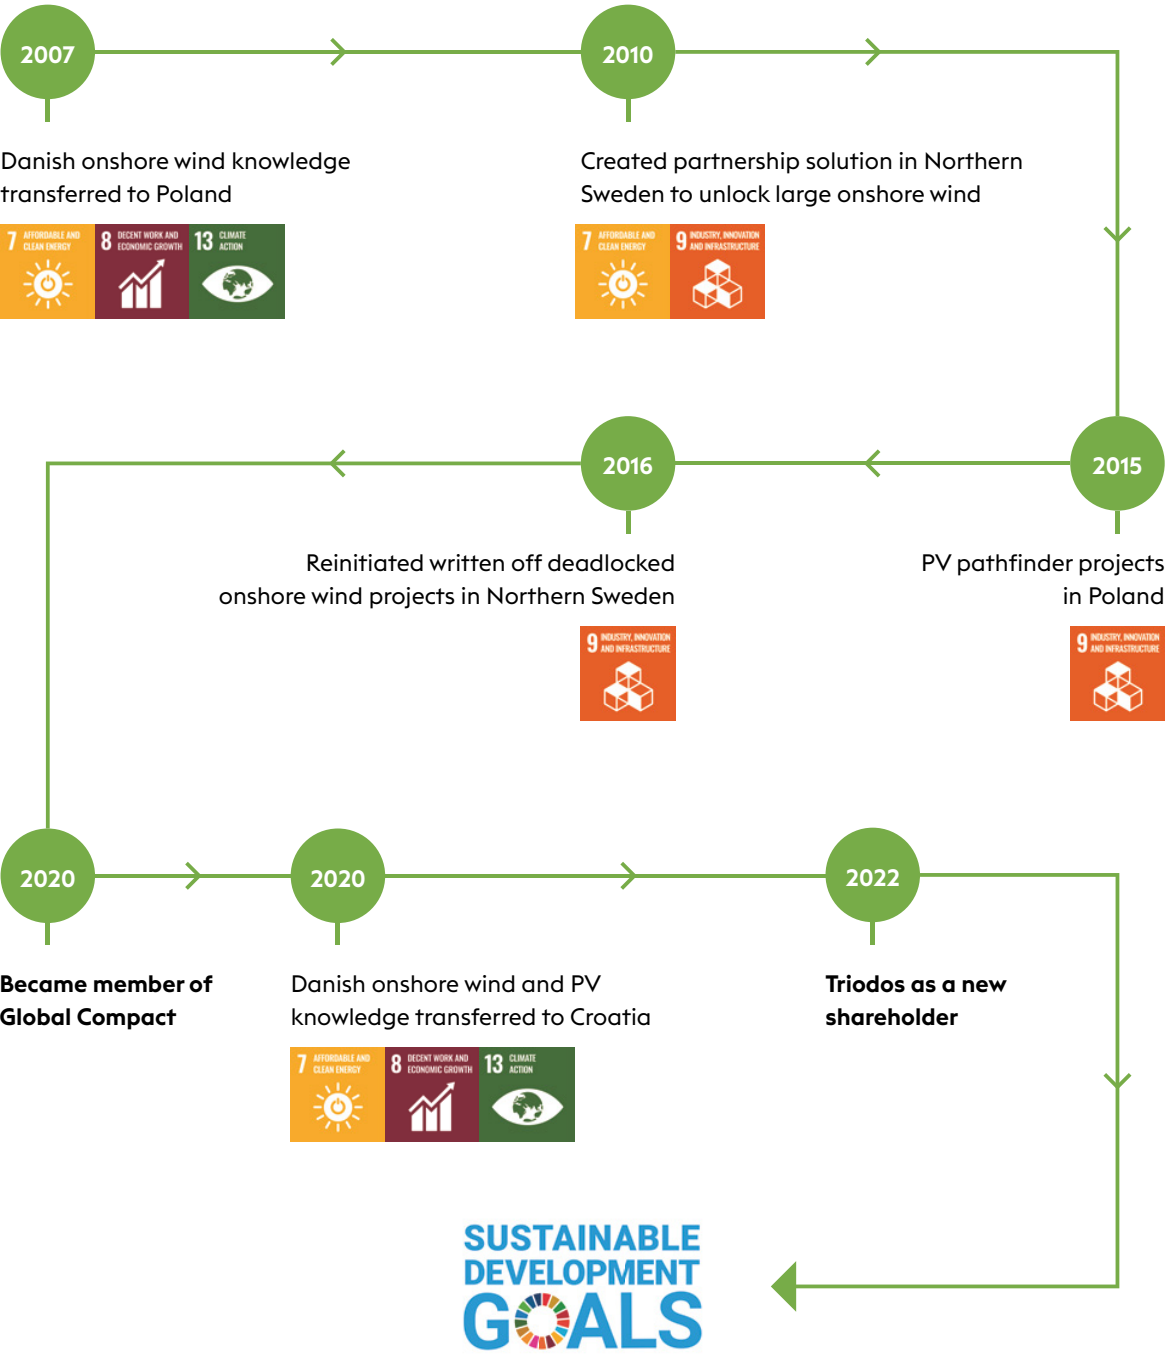 2007
Danish onshore wind knowledge
transferred to Poland
7 AFFORDABLE AND
CLEAN ENERGY
8 DECENT WORK AND
ECONOMIC GROWTH
13 CLIMATE
ACTION
2010
Created partnership solution in Northern
Sweden to unlock large onshore wind
7 AFFORDABLE AND
CLEAN ENERGY
9 INDUSTRY, INNOVATION
AND INFRASTRUCTURE
2015
PV pathfinder projects
in Poland
9 INDUSTRY, INNOVATION
AND INFRASTRUCTURE
2016
Reinitiated written off deadlocked
onshore wind projects in Northern Sweden
9 INDUSTRY, INNOVATION
AND INFRASTRUCTURE
2020
Became member of
Global Compact
2020
Danish onshore wind and PV
knowledge transferred to Croatia
7 AFFORDABLE AND
CLEAN ENERGY
8 DECENT WORK AND
ECONOMIC GROWTH
13 CLIMATE
ACTION
2022
Triodos as a new
shareholder
SUSTAINABLE
DEVELOPMENT
GOALS